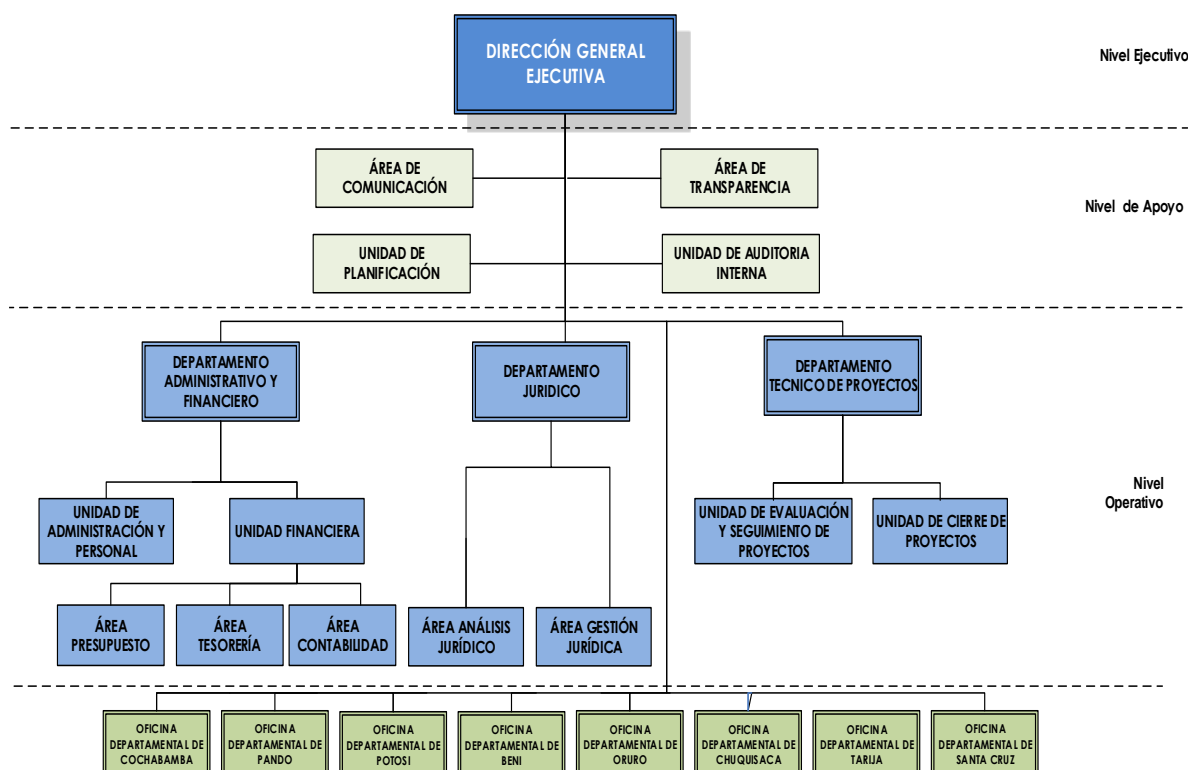 DIRECCIÓN GENERAL
EJECUTIVA
Nivel Ejecutivo
ÁREA DE
COMUNICACIÓN
ÁREA DE
TRANSPARENCIA
Nivel de Apoyo
UNIDAD DE
PLANIFICACIÓN
UNIDAD DE AUDITORIA
INTERNA
DEPARTAMENTO
ADMINISTRATIVO Y
FINANCIERO
DEPARTAMENTO
JURIDICO
DEPARTAMENTO
TECNICO DE PROYECTOS
Nivel
Operativo
UNIDAD DE
ADMINISTRACIÓN Y
PERSONAL
UNIDAD FINANCIERA
UNIDAD DE EVALUACIÓN
Y SEGUIMIENTO DE
PROYECTOS
UNIDAD DE CIERRE DE
PROYECTOS
ÁREA
PRESUPUESTO
ÁREA
TESORERÍA
ÁREA
CONTABILIDAD
ÁREA ANÁLISIS
JURÍDICO
ÁREA GESTIÓN
JURÍDICA
OFICINA
DEPARTAMENTAL DE
COCHABAMBA
OFICINA
DEPARTAMENTAL DE
PANDO
OFICINA
DEPARTAMENTAL DE
POTOSI
OFICINA
DEPARTAMENTAL DE
BENI
OFICINA
DEPARTAMENTAL DE
ORURO
OFICINA
DEPARTAMENTAL DE
CHUQUISACA
OFICINA
DEPARTAMENTAL DE
TARIJA
OFICINA
DEPARTAMENTAL DE
SANTA CRUZ